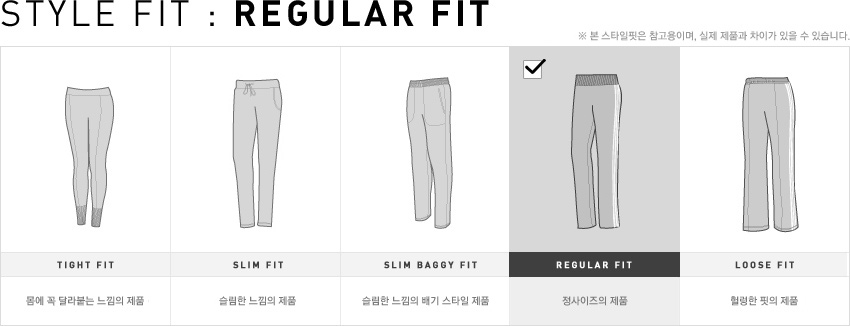 STYLE FIT : REGULAR FIT
※ 본 스타일핏은 참고용이며, 실제 제품과 차이가 있을 수 있습니다.
TIGHT FIT
SLIM FIT
SLIM BAGGY FIT
REGULAR FIT
LOOSE FIT
몸에 꼭 달라붙는 느낌의 제품
슬림한 느낌의 제품
슬림한 느낌의 배기 스타일 제품
정사이즈의 제품
헐렁한 핏의 제품